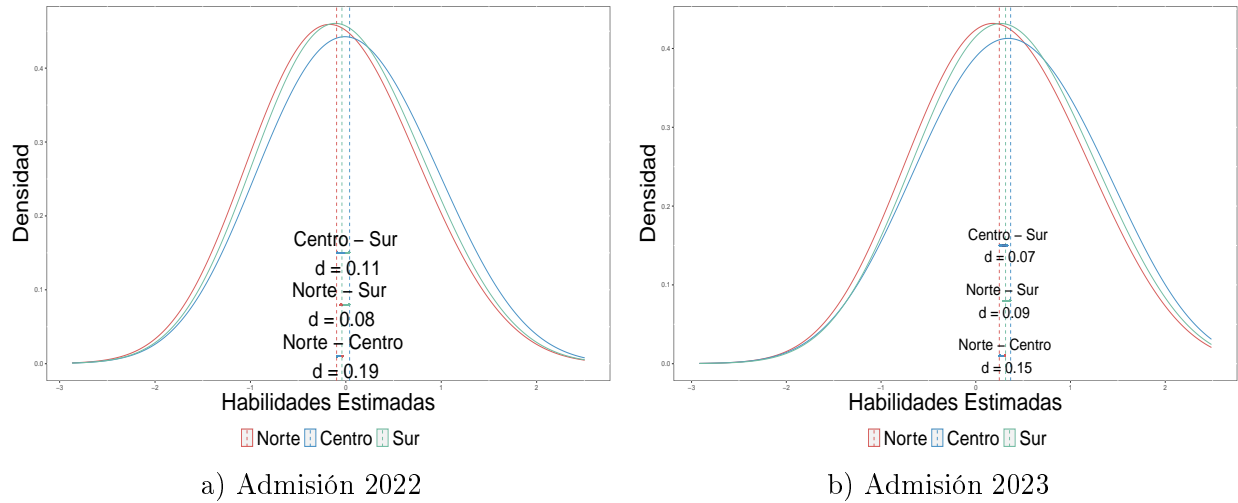 Densidad
0.4
0.3
0.2
0.1
0.0
Centro – Sur
d = 0.11
Norte – Sur
d = 0.08
Norte – Centro
d = 0.19
−3
−2
−1
0
1
2
Habilidades Estimadas
Norte Centro Sur
a) Admisión 2022
Densidad
0.4
0.3
0.2
0.1
0.0
Centro – Sur
d = 0.07
Norte – Sur
d = 0.09
Norte – Centro
d = 0.15
−3
−2
−1
0
1
2
Habilidades Estimadas
Norte Centro Sur
b) Admisión 2023